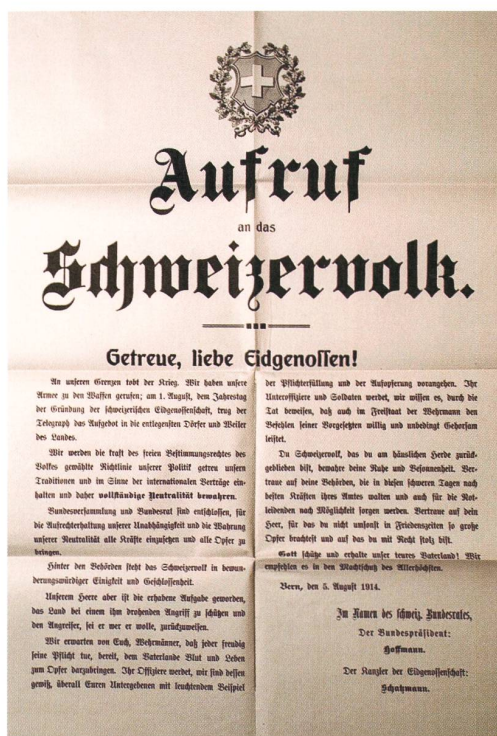 Aufruf
an das
Schweizervolk.
Getreue, liebe Eidgenossen!
An unseren Grenzen tobt der Krieg. Wir haben unsere
Armee zu den Waffen gerufen; am 1. August, dem Jahrestag
der Gründung der schweizerischen Eidgenossenschaft, trug der
Telegraph das Aufgebot in die entlegensten Dörfer und Weiler
des Landes.
Wir werden die kraft des freien Bestimmungsrechtes des
Volkes gewählte Richtlinie unserer Politik getreu unsern
Traditionen und im Sinne der internationalen Verträge ein-
halten und daher vollständige Neutralität bewahren.
Bundesversammlung und Bundesrat sind entschlossen, für
die Aufrechterhaltung unserer Unabhängigkeit und die Wahrung
unserer Neutralität alle Kräfte einzusetzen und alle Opfer zu
bringen.
Hinter den Behörden steht das Schweizervolk in bewun-
derungswürdiger Einigkeit und Geschlossenheit.
Unserem Heere aber ist die erhabene Aufgabe geworden,
das Land bei einem ihm drohenden Angriff zu schützen und
den Angreifer, sei er wer er wolle, zurückzuweisen.
Wir erwarten von Euch, Wehrmänner, daß jeder freudig
seine Pflicht tue, bereit, dem Vaterlande Blut und Leben
zum Opfer darzubringen. Ihr Offiziere werdet, wir sind dessen
gewiß, überall Euren Untergebenen mit leuchtendem Beispiel
der Pflichterfüllung und der Aufopferung vorangehen. Ihr
Unteroffiziere und Soldaten werdet, wir wissen es, durch die
Tat beweisen, daß auch im Freistaat der Wehrmann den
Befehlen seiner Vorgesetzten willig und unbedingt Gehorsam
leistet.
Du Schweizervolk, das du am häuslichen Herde zurück-
geblieben bist, bewahre deine Ruhe und Besonnenheit. Ver-
traue auf deine Behörden, die in diesen schweren Tagen nach
besten Kräften ihres Amtes walten und auch für die Not-
leidenden nach Möglichkeit sorgen werden. Vertraue auf dein
Heer, für das du nicht umsonst in Friedenszeiten so große
Opfer brachtest und auf das du mit Recht stolz bist.
Gott schütze und erhalte unser teures Vaterland! Wir
empfehlen es in den Machtschutz des Allerhöchsten.
Bern, den 5. August 1914.
Im Namen des schweiz. Bundesrates,
Der Bundespräsident:
Hoffmann.
Der Kanzler der Eidgenossenschaft:
Schatzmann.